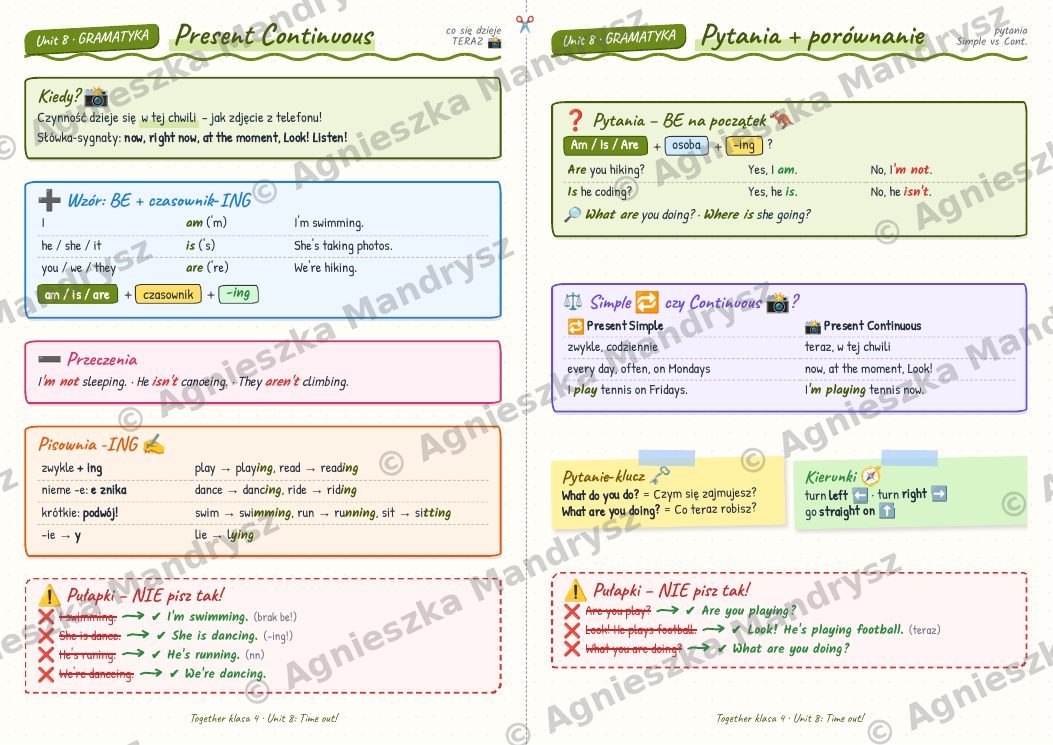 Unit 8 · GRAMATYKA
Present Continuous
co się dzieje
TERAZ
Kiedy?
Czynność dzieje się w tej chwili – jak zdjęcie z telefonu!
Słówka-sygnały: now, right now, at the moment, Look! Listen!
Wzór: BE + czasownik-ING
I am ('m) I'm swimming.
he / she / it is ('s) She's taking photos.
you / we / they are ('re) We're hiking.
am / is / are + czasownik + -ing
Przeczenia
I'm not sleeping. · He isn't canoeing. · They aren't climbing.
Pisownia -ING
zwykle + ing play → playing, read → reading
nieme -e: e znika dance → dancing, ride → riding
krótkie: podwój! swim → swimming, run → running, sit → sitting
-ie → y lie → lying
Pułapki – NIE pisz tak!
I swimming. → ✔ I'm swimming. (brak be!)
She is dance. → ✔ She is dancing. (-ing!)
He's runing. → ✔ He's running. (nn)
We're danceing. → ✔ We're dancing.
Together klasa 4 · Unit 8: Time out!
Unit 8 · GRAMATYKA
Pytania + porównanie
pytania
Simple vs Cont.
Pytania – BE na początek
Am / Is / Are + osoba + -ing ?
Are you hiking? Yes, I am. No, I'm not.
Is he coding? Yes, he is. No, he isn't.
What are you doing? · Where is she going?
Simple czy Continuous ?
Present Simple Present Continuous
zwykle, codziennie teraz, w tej chwili
every day, often, on Mondays now, at the moment, Look!
I play tennis on Fridays. I'm playing tennis now.
Pytanie-klucz
What do you do? = Czym się zajmujesz?
What are you doing? = Co teraz robisz?
Kierunki
turn left ⬅ · turn right ➡
go straight on ⬆
Pułapki – NIE pisz tak!
Are you play? → ✔ Are you playing?
Look! He plays football. → ✔ Look! He's playing football. (teraz)
What you are doing? → ✔ What are you doing?
Together klasa 4 · Unit 8: Time out!
© Agnieszka Mandrysz